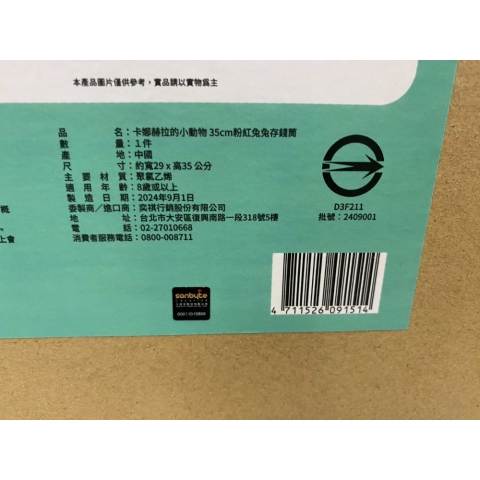 本產品圖片僅供參考，實品請以實物為主
品名：卡娜赫拉的小動物 35cm粉紅兔兔存錢筒
數量：１件
產地：中國
尺寸：約寬29 x 高35 公分
主要材質：聚氯乙烯
適用年齡：8歲或以上
製造日期：2024年9月1日
委製商／進口商：奕祺行銷股份有限公司
地址：台北市大安區復興南路一段318號5樓
電話：02-27010668
消費者服務電話：0800-008711
D3F211
批號：2409001
sanbyte
4 711526 091514